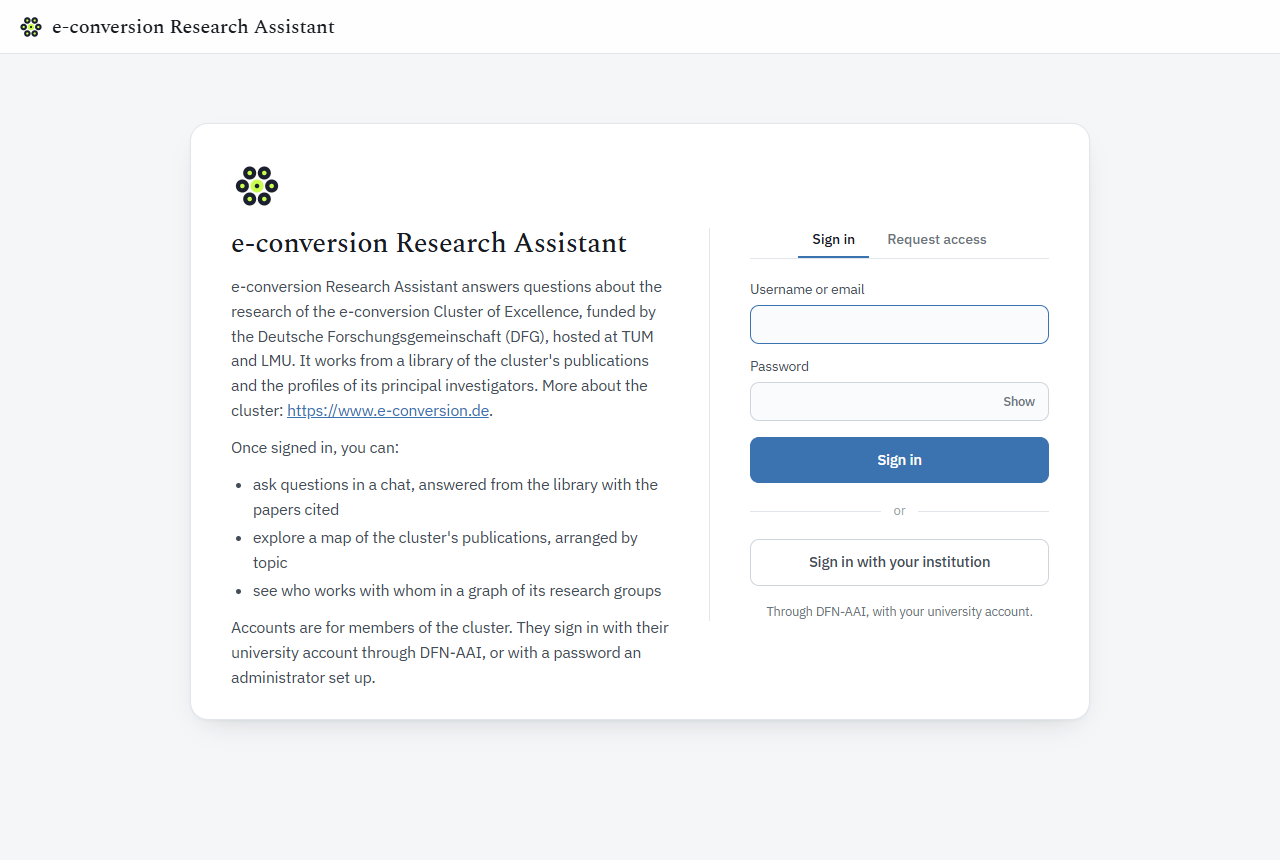 e-conversion Research Assistant
e-conversion Research Assistant
e-conversion Research Assistant answers questions about the
research of the e-conversion Cluster of Excellence, funded by
the Deutsche Forschungsgemeinschaft (DFG), hosted at TUM
and LMU. It works from a library of the cluster's publications
and the profiles of its principal investigators. More about the
cluster: https://www.e-conversion.de.
Once signed in, you can:
• ask questions in a chat, answered from the library with the
papers cited
• explore a map of the cluster's publications, arranged by
topic
• see who works with whom in a graph of its research groups
Accounts are for members of the cluster. They sign in with their
university account through DFN-AAI, or with a password an
administrator set up.
Sign in Request access
Username or email
Password
Show
Sign in
or
Sign in with your institution
Through DFN-AAI, with your university account.